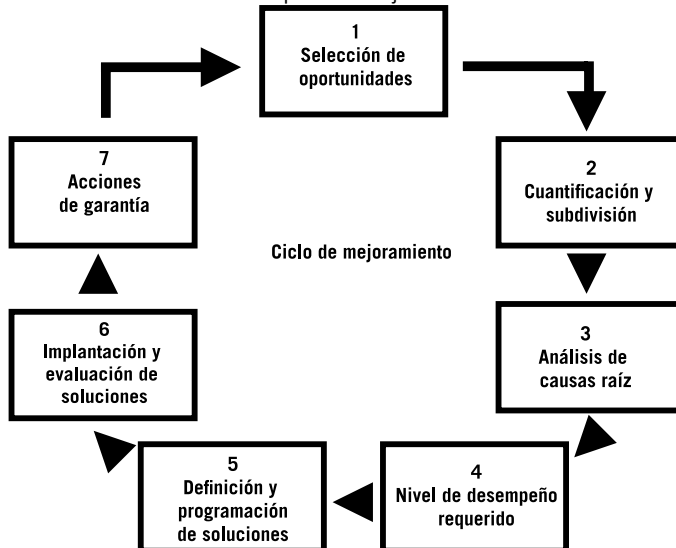 1
Selección de
oportunidades
2
Cuantificación y
subdivisión
3
Análisis de
causas raíz
4
Nivel de desempeño
requerido
5
Definición y
programación
de soluciones
6
Implantación y
evaluación de
soluciones
7
Acciones
de garantía
Ciclo de mejoramiento